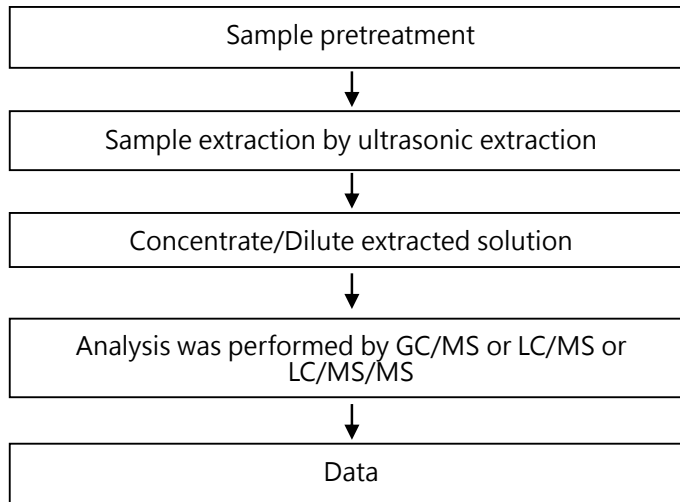 Sample pretreatment
Sample extraction by ultrasonic extraction
Concentrate/Dilute extracted solution
Analysis was performed by GC/MS or LC/MS or
LC/MS/MS
Data